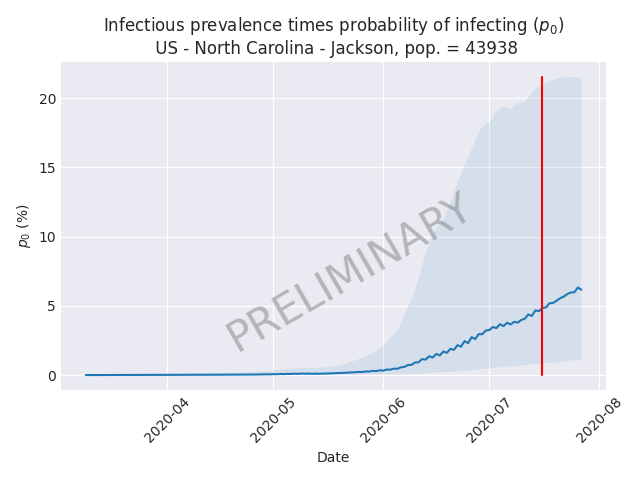 Infectious prevalence times probability of infecting (p₀)
US - North Carolina - Jackson, pop. = 43938
p₀ (%)
20
15
10
5
0
PRELIMINARY
2020-04
2020-05
2020-06
2020-07
2020-08
Date